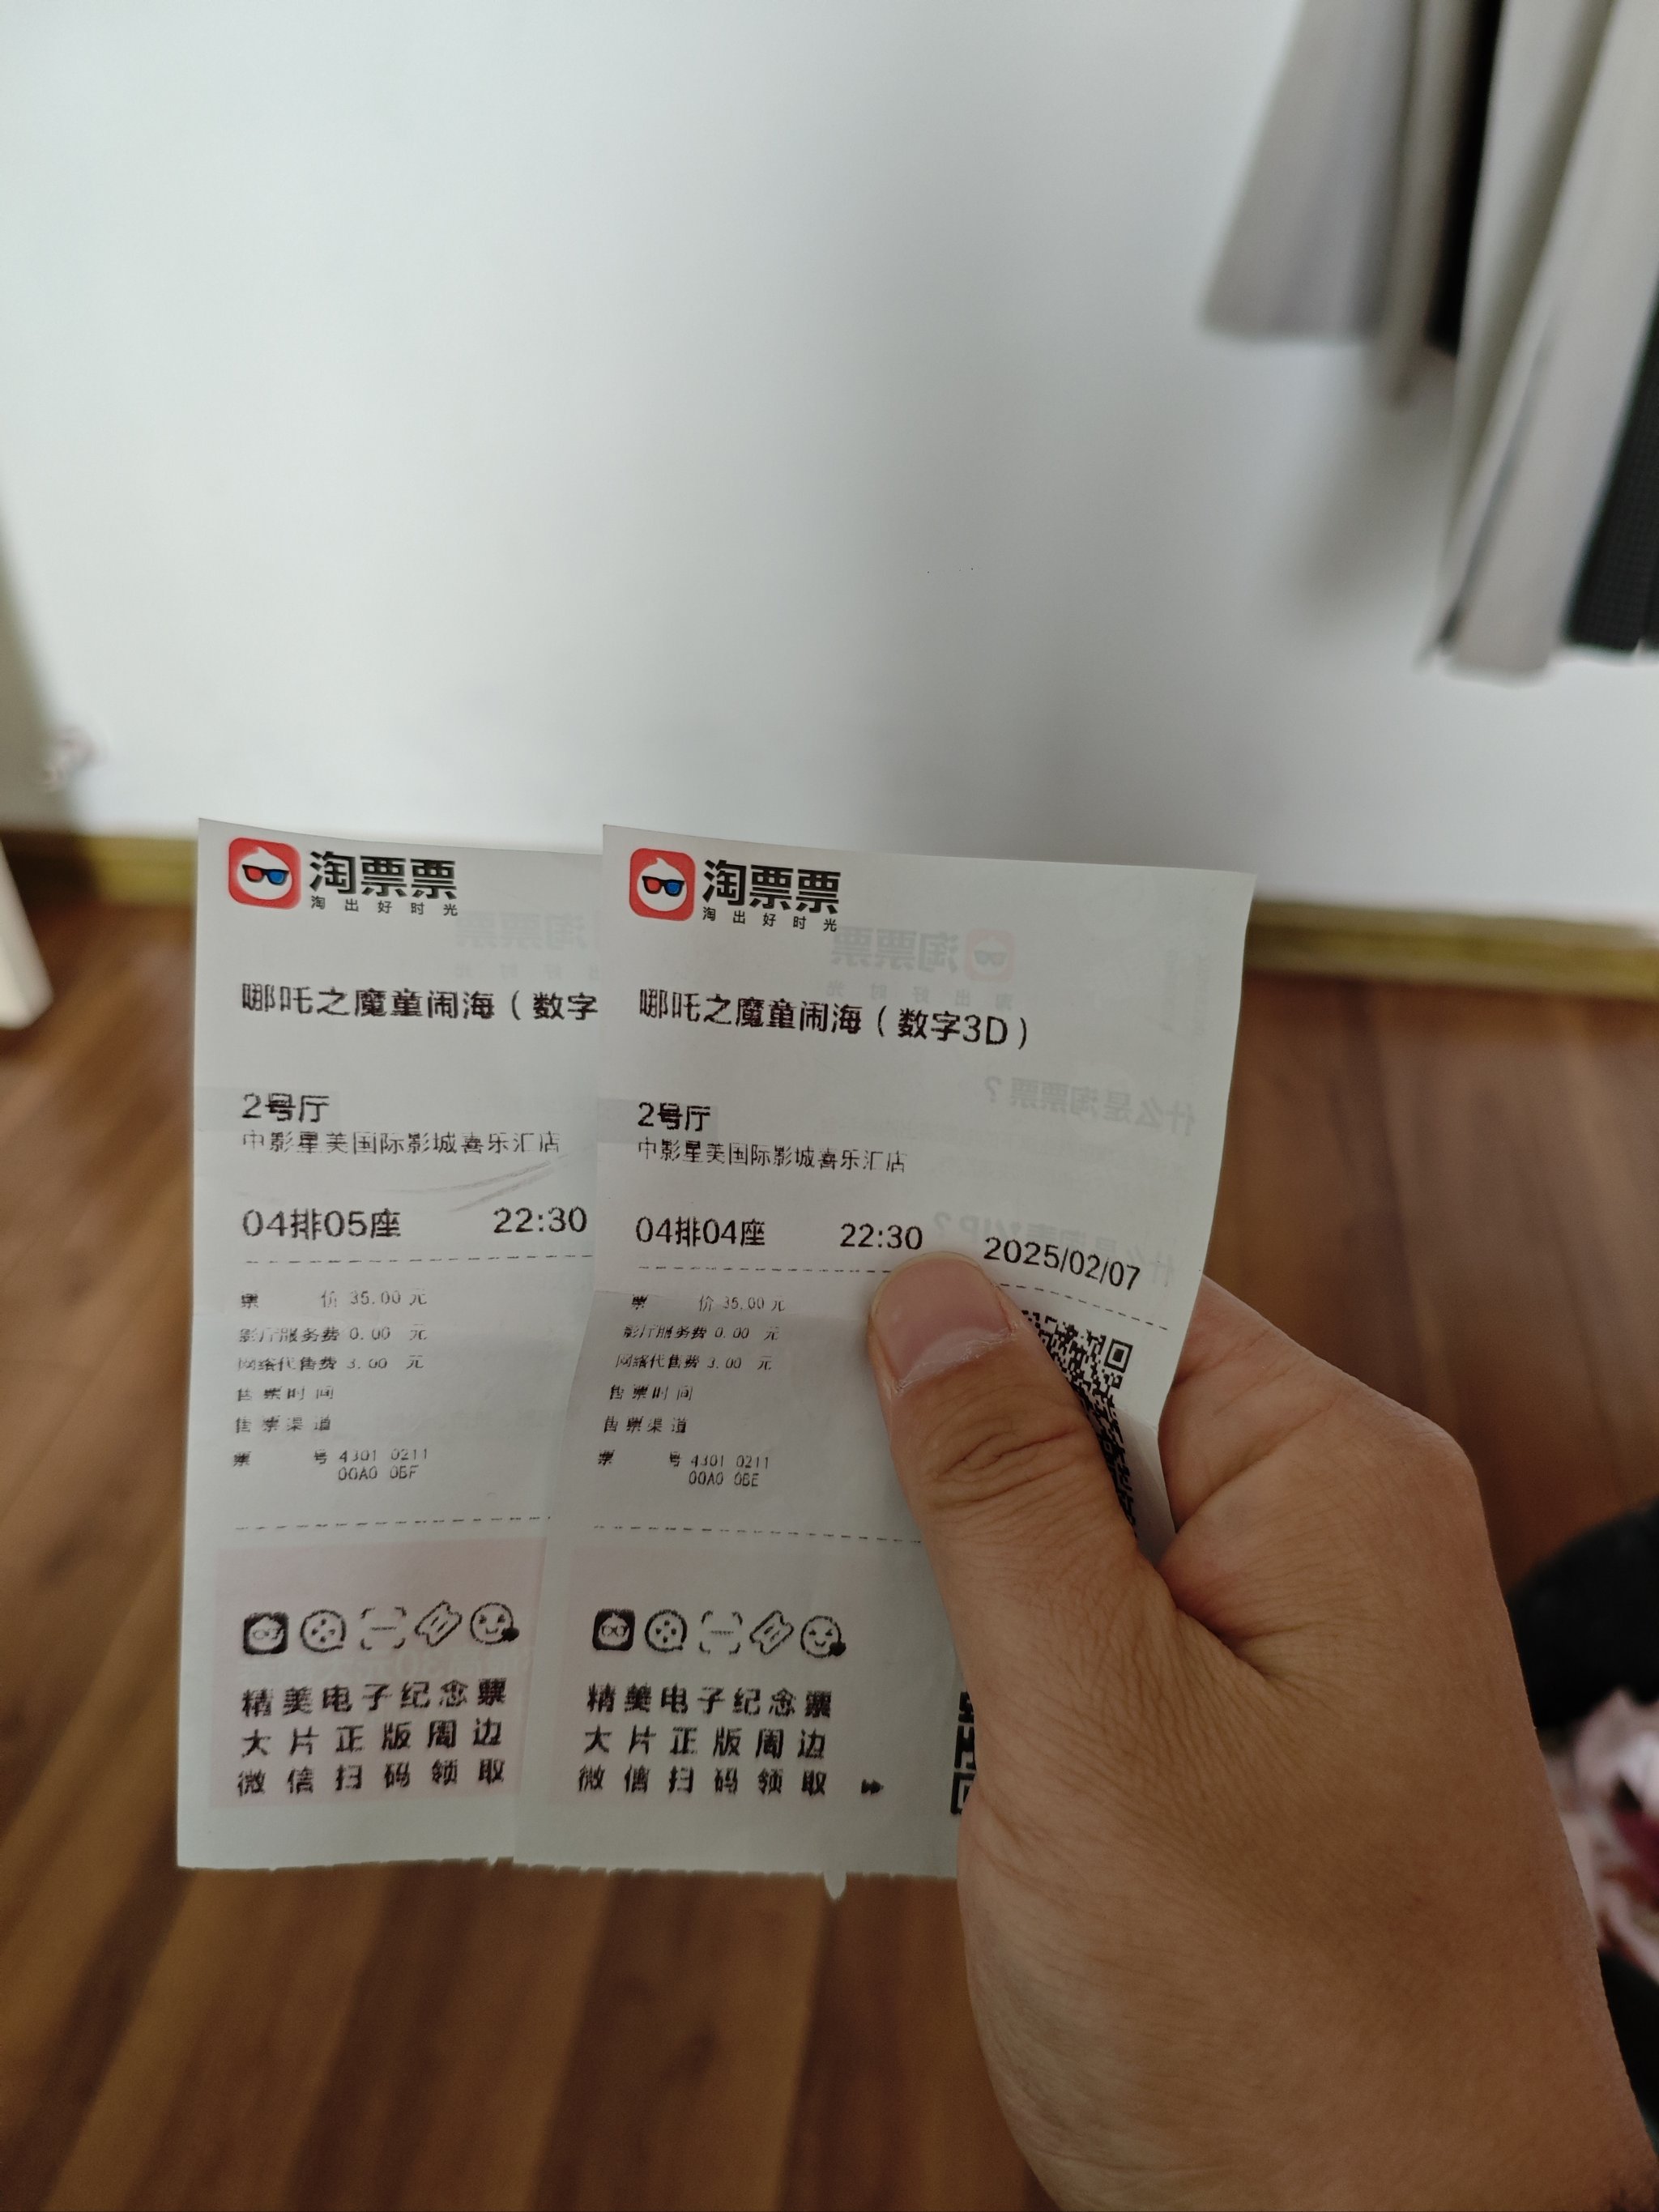 淘票票
淘出好时光
哪吒之魔童闹海（数字
2号厅
中影星美国际影城喜乐汇店
04排05座 22:30
票 价 35.00 元
影厅服务费 0.00 元
网络代售费 3.00 元
售票时间
售票渠道
票 号 4301 0211
00A0 0BF
精美电子纪念票
大片正版周边
微信扫码领取
淘票票
淘出好时光
哪吒之魔童闹海（数字3D）
2号厅
中影星美国际影城喜乐汇店
04排04座 22:30 2025/02/07
票 价 35.00 元
影厅服务费 0.00 元
网络代售费 3.00 元
售票时间
售票渠道
票 号 4301 0211
00A0 0BE
精美电子纪念票
大片正版周边
微信扫码领取
淘票票
什么是淘票票？